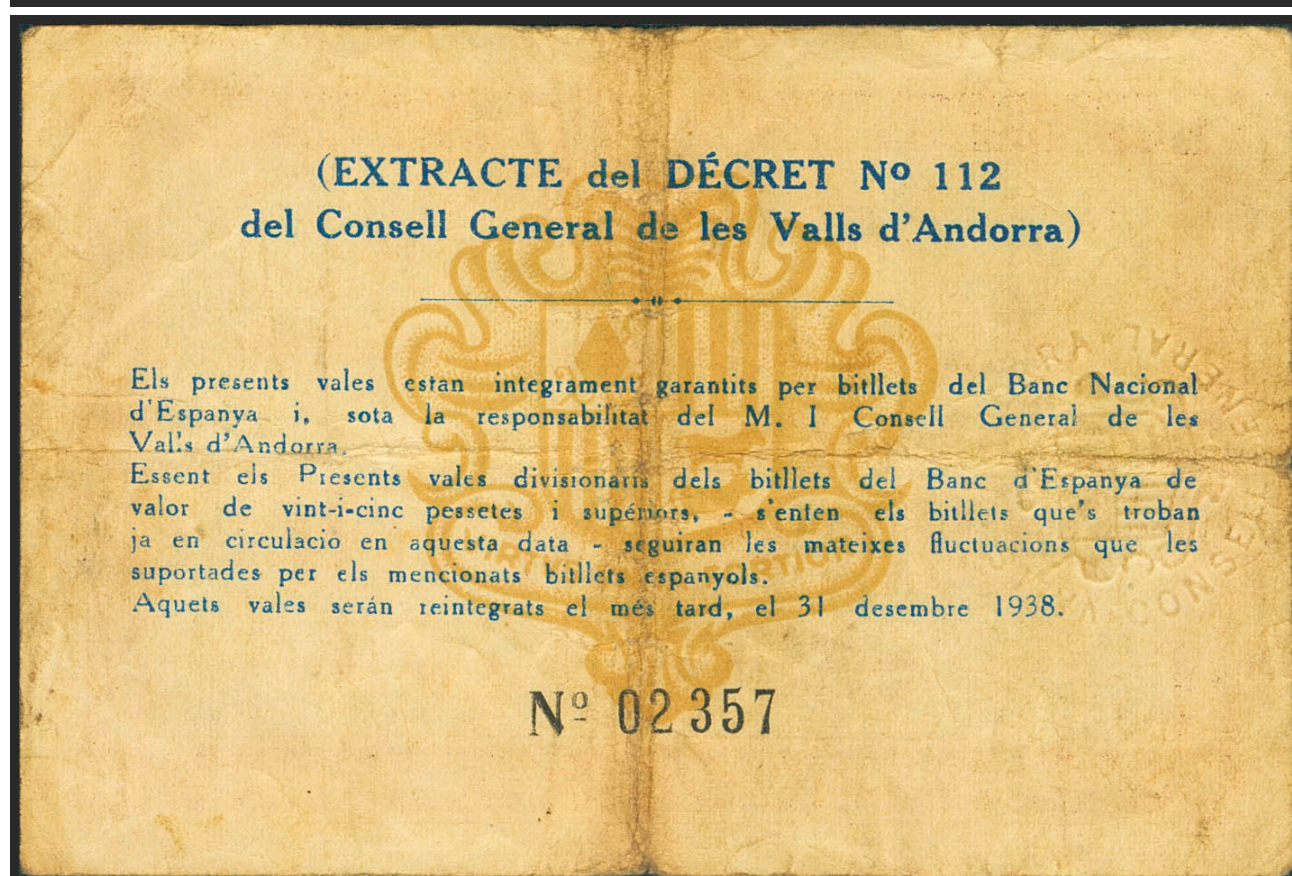 (EXTRACTE del DÉCRET Nº 112
del Consell General de les Valls d'Andorra)
Els presents vales estan integrament garantits per bitllets del Banc Nacional
d'Espanya i, sota la responsabilitat del M. I Consell General de les
Valls d'Andorra.
Essent els Presents vales divisionaris dels bitllets del Banc d'Espanya de
valor de vint-i-cinc pessetes i supériors, - s'enten els bitllets que's troban
ja en circulació en aquesta data - seguiran les mateixes fluctuacions que les
suportades per els mencionats bitllets espanyols.
Aquets vales serán reintegrats el més tard, el 31 desembre 1938.
Nº 02357